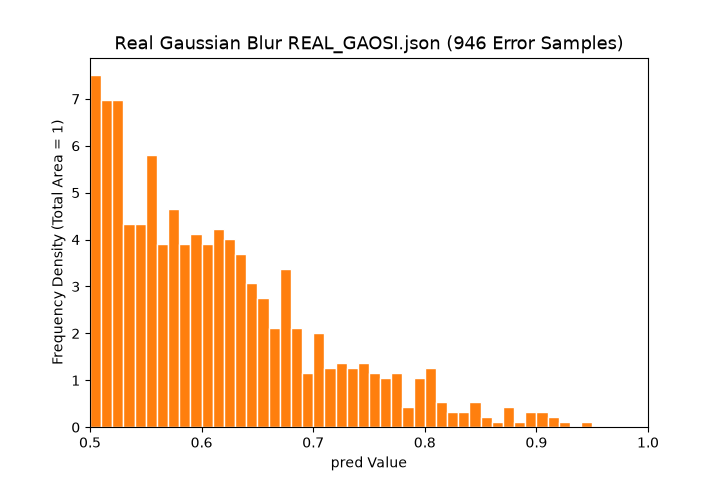 Real Gaussian Blur REAL_GAOSI.json (946 Error Samples)
Frequency Density (Total Area = 1)
7
6
5
4
3
2
1
0
0.5 0.6 0.7 0.8 0.9 1.0
pred Value